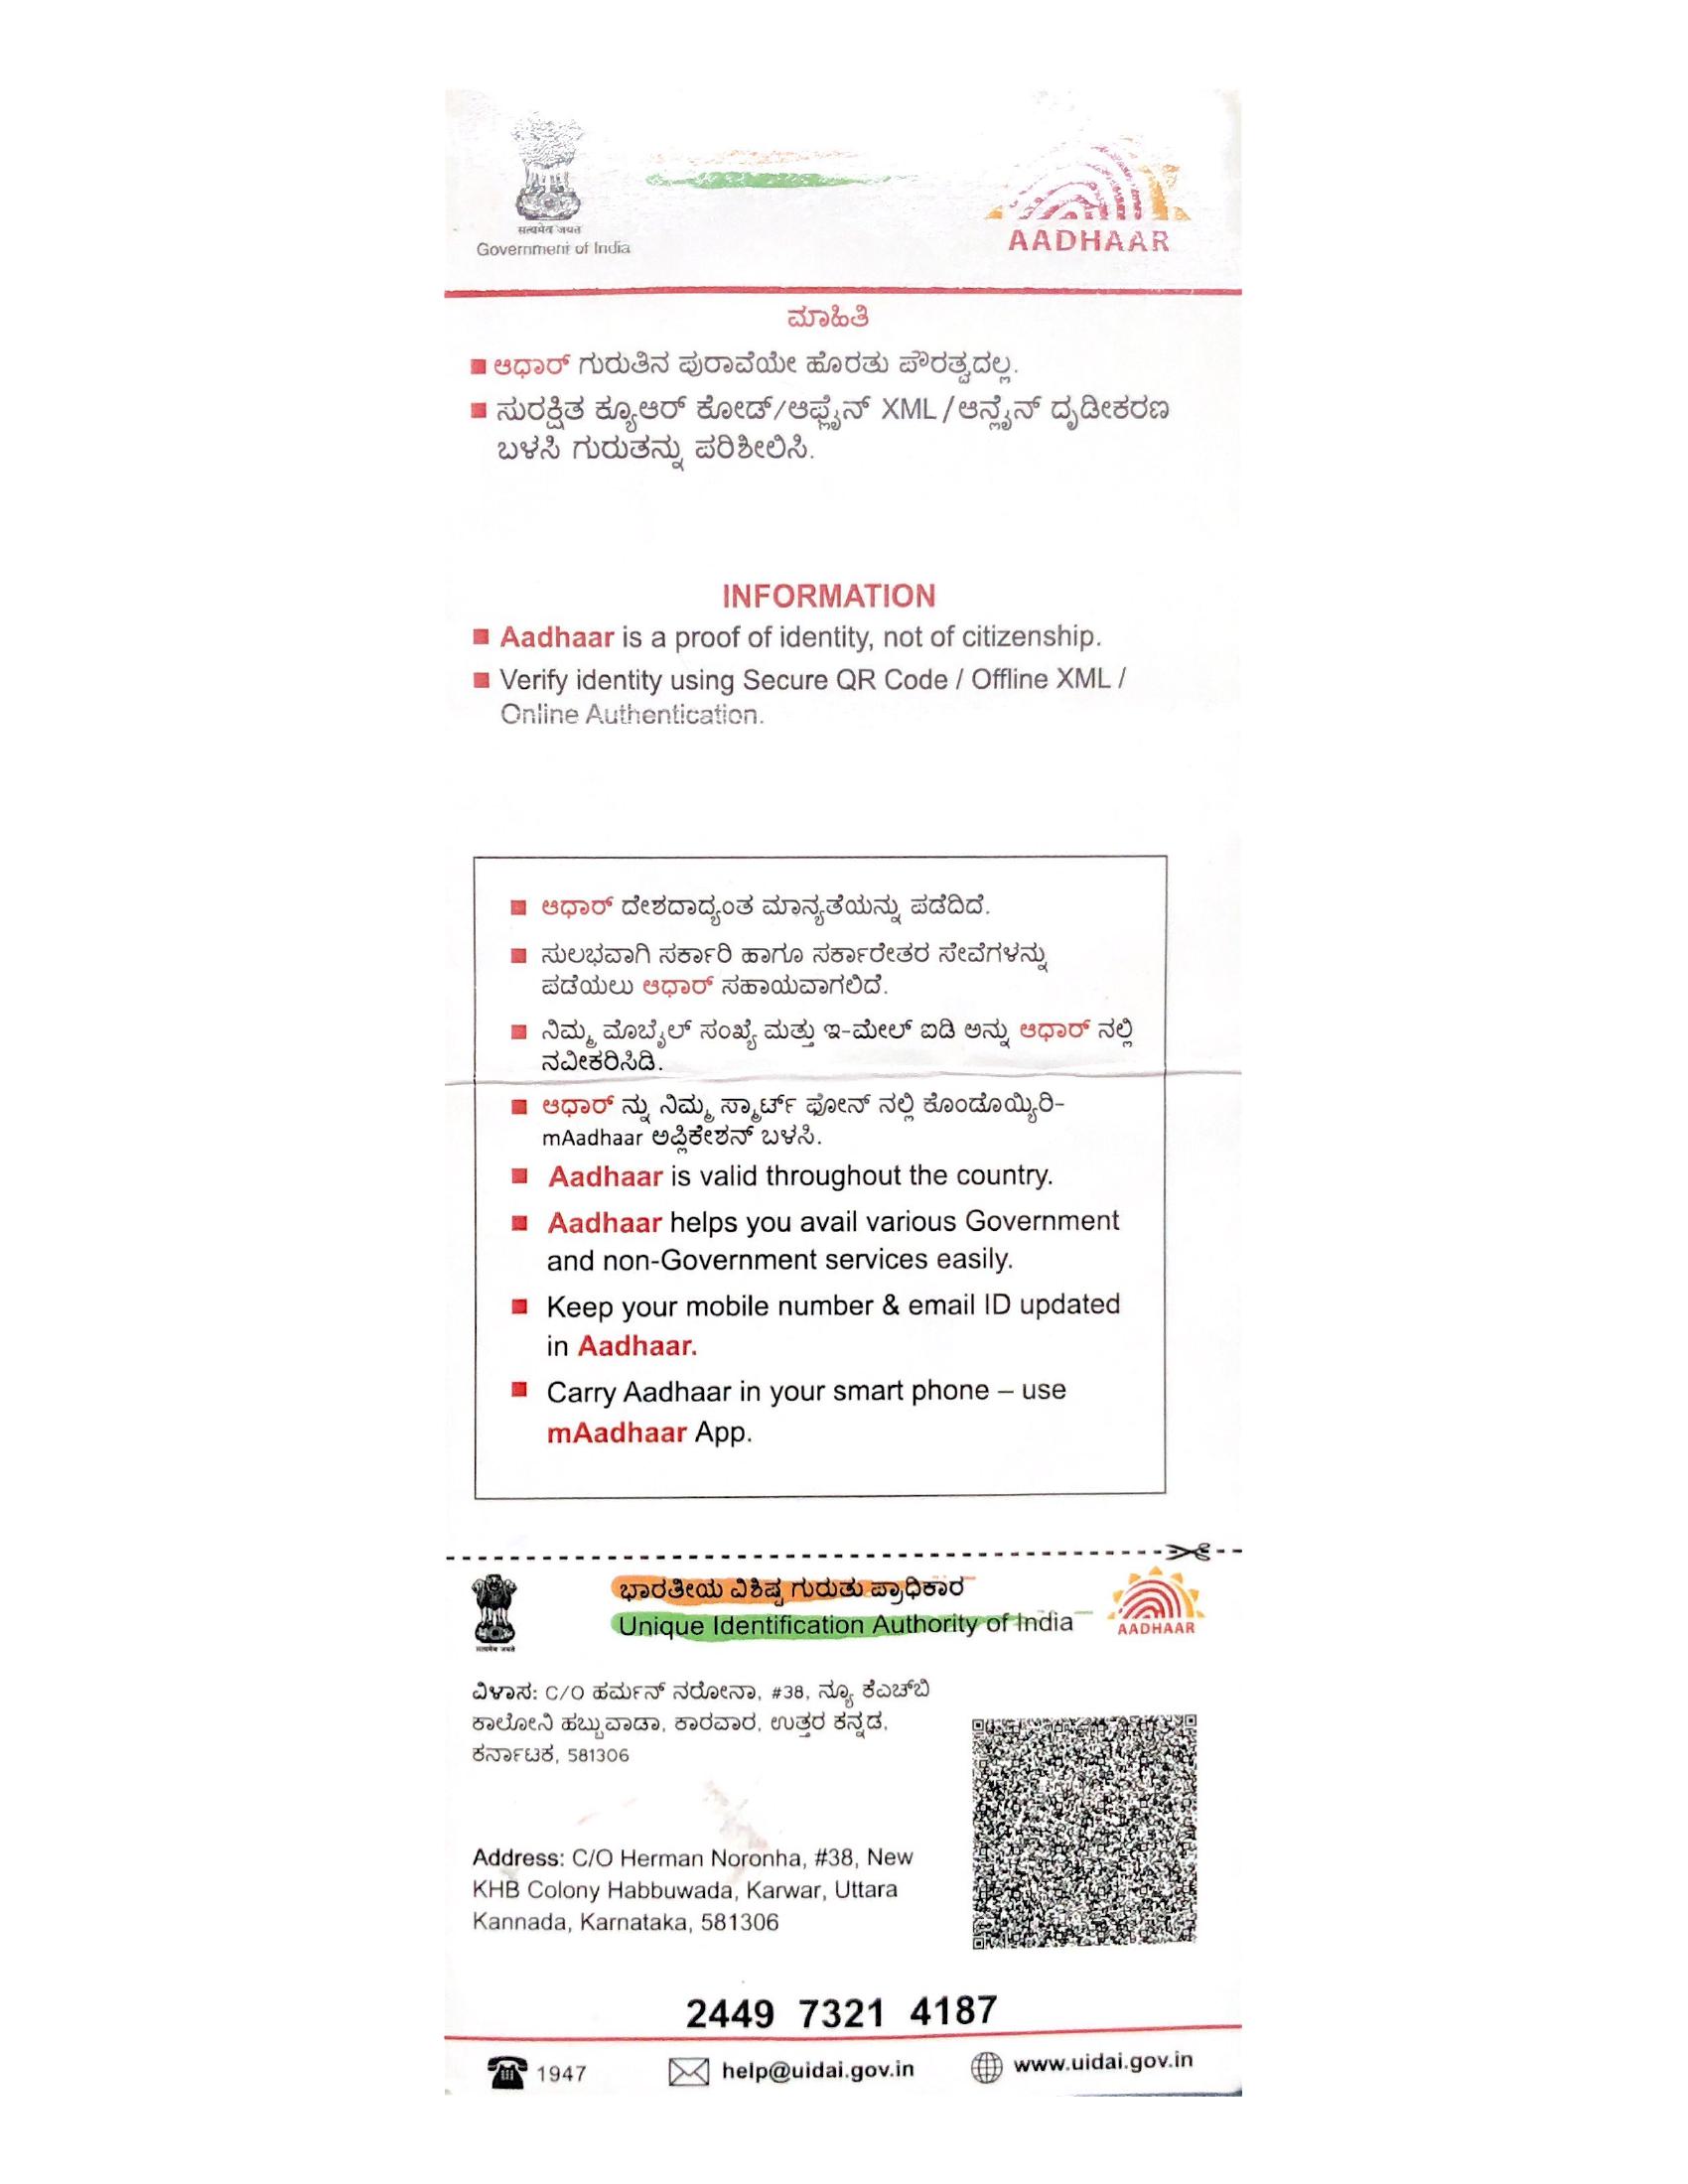 सत्यमेव जयते
Government of India
AADHAAR
ಮಾಹಿತಿ
ಆಧಾರ್ ಗುರುತಿನ ಪುರಾವೆಯೇ ಹೊರತು ಪೌರತ್ವದಲ್ಲ.
ಸುರಕ್ಷಿತ ಕ್ಯೂಆರ್ ಕೋಡ್/ಆಫ್ಲೈನ್ XML/ಆನ್ಲೈನ್ ದೃಢೀಕರಣ
ಬಳಸಿ ಗುರುತನ್ನು ಪರಿಶೀಲಿಸಿ.
INFORMATION
Aadhaar is a proof of identity, not of citizenship.
Verify identity using Secure QR Code / Offline XML /
Online Authentication.
ಆಧಾರ್ ದೇಶದಾದ್ಯಂತ ಮಾನ್ಯತೆಯನ್ನು ಪಡೆದಿದೆ.
ಸುಲಭವಾಗಿ ಸರ್ಕಾರಿ ಹಾಗೂ ಸರ್ಕಾರೇತರ ಸೇವೆಗಳನ್ನು
ಪಡೆಯಲು ಆಧಾರ್ ಸಹಾಯವಾಗಲಿದೆ.
ನಿಮ್ಮ ಮೊಬೈಲ್ ಸಂಖ್ಯೆ ಮತ್ತು ಇ-ಮೇಲ್ ಐಡಿ ಅನ್ನು ಆಧಾರ್ ನಲ್ಲಿ
ನವೀಕರಿಸಿಡಿ.
ಆಧಾರ್ ನ್ನು ನಿಮ್ಮ ಸ್ಮಾರ್ಟ್ ಫೋನ್ ನಲ್ಲಿ ಕೊಂಡೊಯ್ಯಿರಿ-
mAadhaar ಅಪ್ಲಿಕೇಶನ್ ಬಳಸಿ.
Aadhaar is valid throughout the country.
Aadhaar helps you avail various Government
and non-Government services easily.
Keep your mobile number & email ID updated
in Aadhaar.
Carry Aadhaar in your smart phone – use
mAadhaar App.
ಭಾರತೀಯ ವಿಶಿಷ್ಟ ಗುರುತು ಪ್ರಾಧಿಕಾರ
Unique Identification Authority of India
सत्यमेव जयते
AADHAAR
ವಿಳಾಸ: C/O ಹರ್ಮನ್ ನರೋನಾ, #38, ನ್ಯೂ ಕೆಎಚ್‌ಬಿ
ಕಾಲೋನಿ ಹಬ್ಬುವಾಡಾ, ಕಾರವಾರ, ಉತ್ತರ ಕನ್ನಡ,
ಕರ್ನಾಟಕ, 581306
Address: C/O Herman Noronha, #38, New
KHB Colony Habbuwada, Karwar, Uttara
Kannada, Karnataka, 581306
2449 7321 4187
1947
help@uidai.gov.in
www.uidai.gov.in